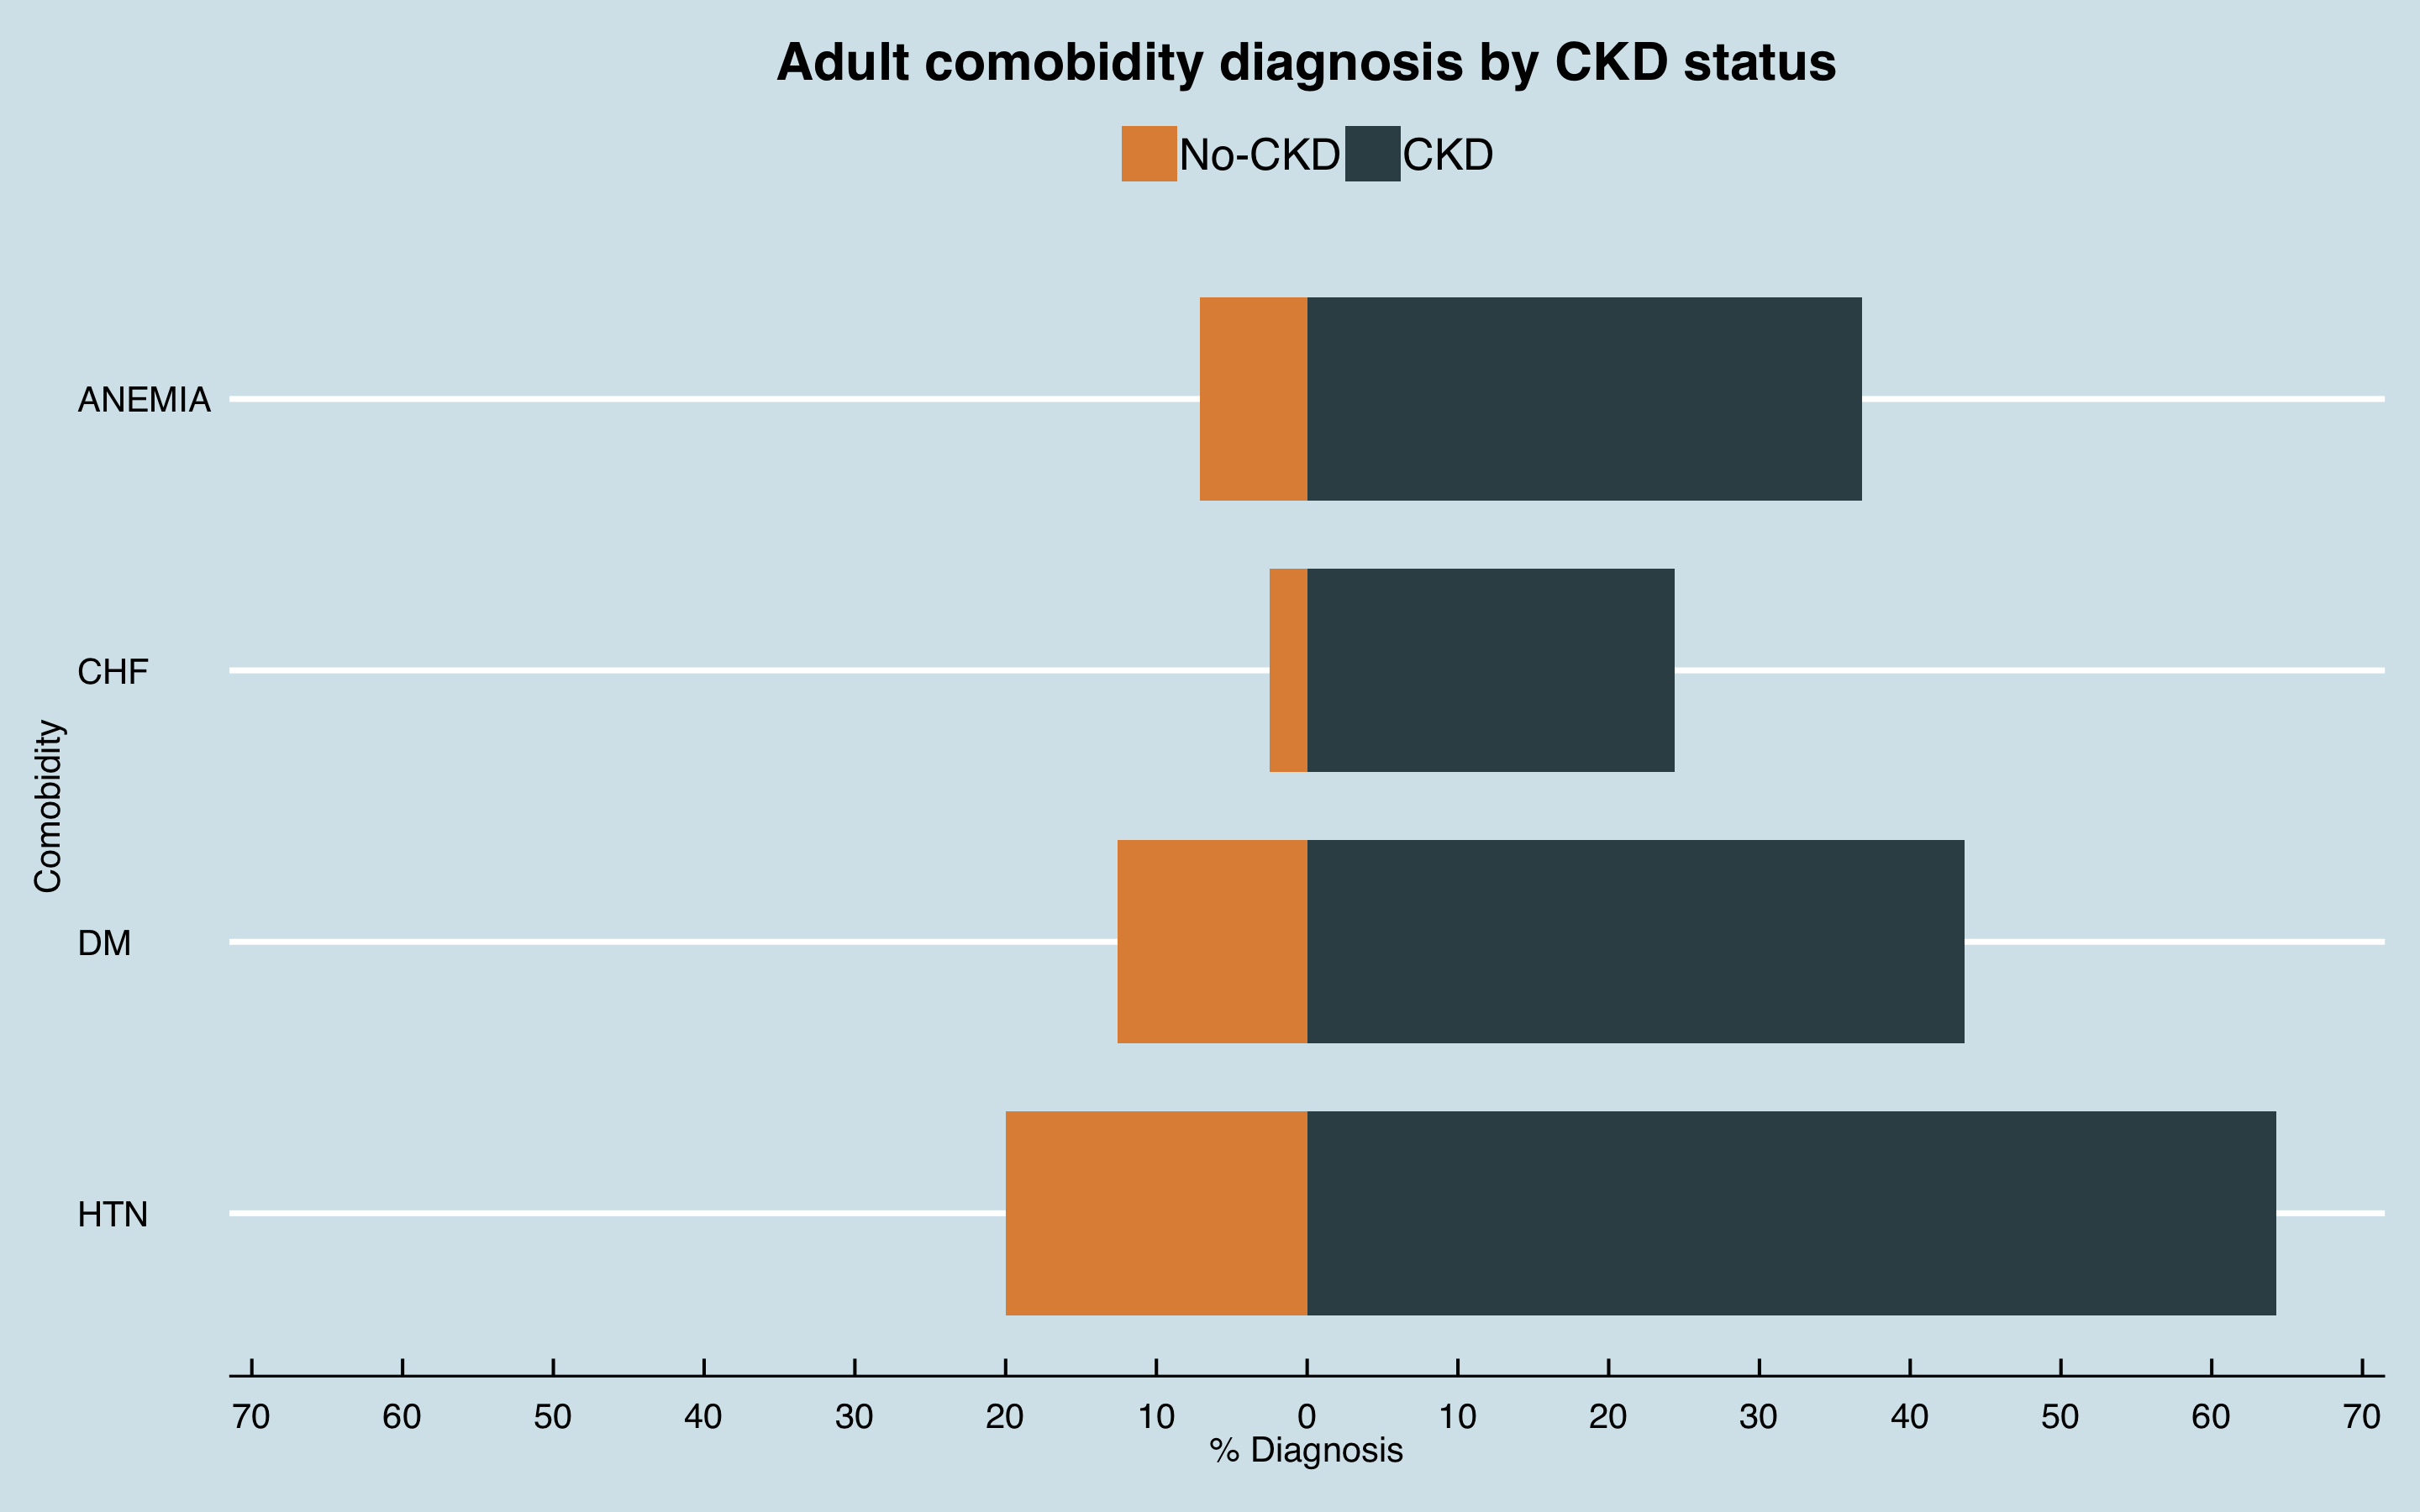 Adult comobidity diagnosis by CKD status
No-CKD CKD
ANEMIA
CHF
Comobidity
DM
HTN
70 60 50 40 30 20 10 0 10 20 30 40 50 60 70
% Diagnosis